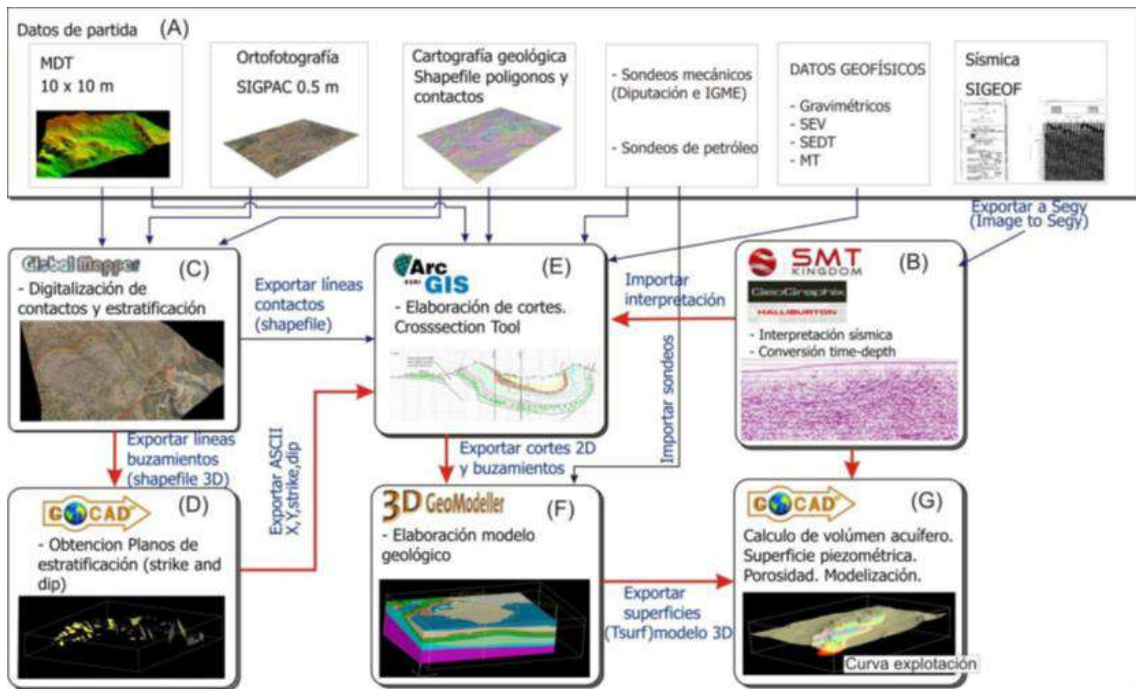 Datos de partida (A)
MDT
10 x 10 m
Ortofotografía
SIGPAC 0.5 m
Cartografía geológica
Shapefile poligonos y
contactos
- Sondeos mecánicos
(Diputación e IGME)
- Sondeos de petróleo
DATOS GEOFÍSICOS
- Gravimétricos
- SEV
- SEDT
- MT
Sísmica
SIGEOF
Exportar a Segy
(Image to Segy)
Global Mapper (C)
- Digitalización de
contactos y estratificación
Exportar líneas
contactos
(shapefile)
ArcGIS (E)
ESRI
- Elaboración de cortes.
Crosssection Tool
Importar
interpretación
Importar sondeos
SMT (B)
KINGDOM
GeoGraphix
HALLIBURTON
- Interpretación sísmica
- Conversión time-depth
Exportar líneas
buzamientos
(shapefile 3D)
Exportar ASCII
X,Y,strike,dip
Exportar cortes 2D
y buzamientos
GOCAD (D)
- Obtencion Planos de
estratificación (strike and
dip)
3D GeoModeller (F)
- Elaboración modelo
geológico
Exportar
superficies
(Tsurf)modelo 3D
GOCAD (G)
Calculo de volúmen acuífero.
Superficie piezométrica.
Porosidad. Modelización.
Curva explotación